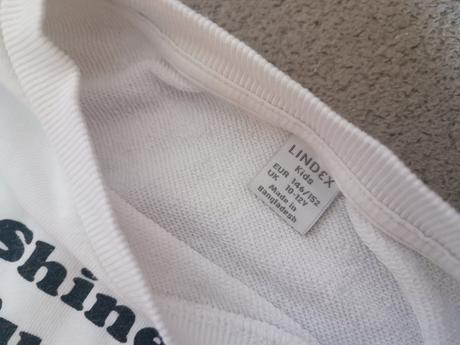 LINDEX
Kids
EUR 146/152
UK 10-12Y
Made in
Bangladesh
Shine